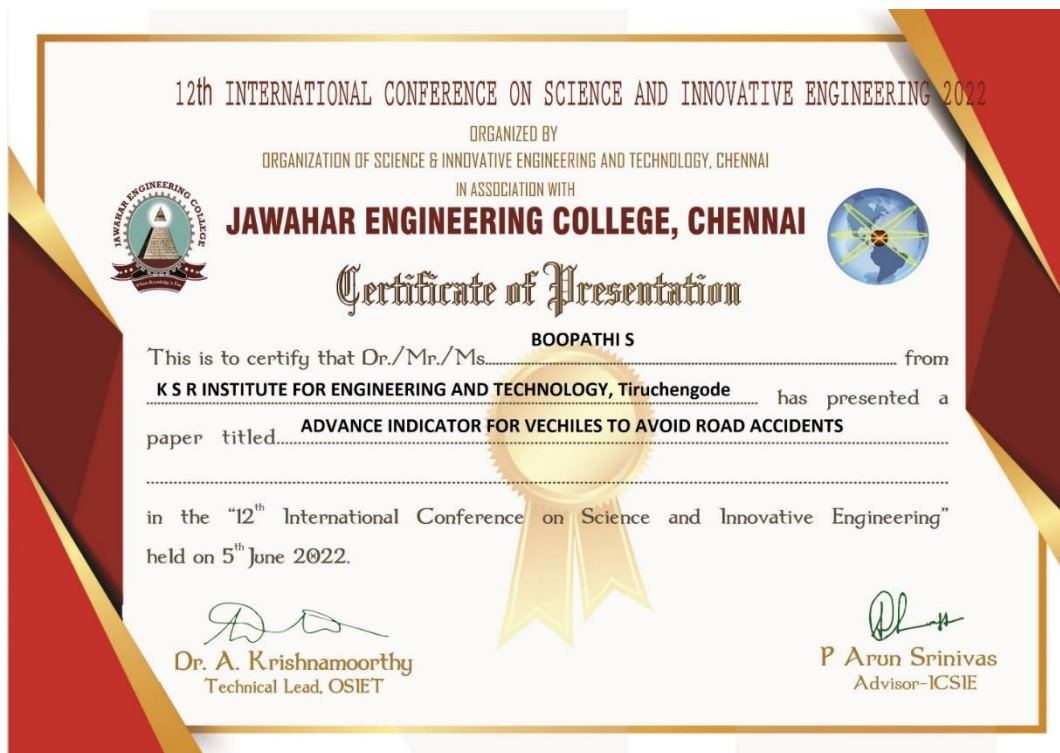 12th INTERNATIONAL CONFERENCE ON SCIENCE AND INNOVATIVE ENGINEERING 2022
ORGANIZED BY
ORGANIZATION OF SCIENCE & INNOVATIVE ENGINEERING AND TECHNOLOGY, CHENNAI
IN ASSOCIATION WITH
JAWAHAR ENGINEERING COLLEGE
JAWAHAR ENGINEERING COLLEGE, CHENNAI
Certificate of Presentation
This is to certify that Dr./Mr./Ms. BOOPATHI S from
K S R INSTITUTE FOR ENGINEERING AND TECHNOLOGY, Tiruchengode has presented a
paper titled ADVANCE INDICATOR FOR VECHILES TO AVOID ROAD ACCIDENTS
in the “12th International Conference on Science and Innovative Engineering”
held on 5th June 2022.
Dr. A. Krishnamoorthy
Technical Lead, OSIET
P Arun Srinivas
Advisor-ICSIE